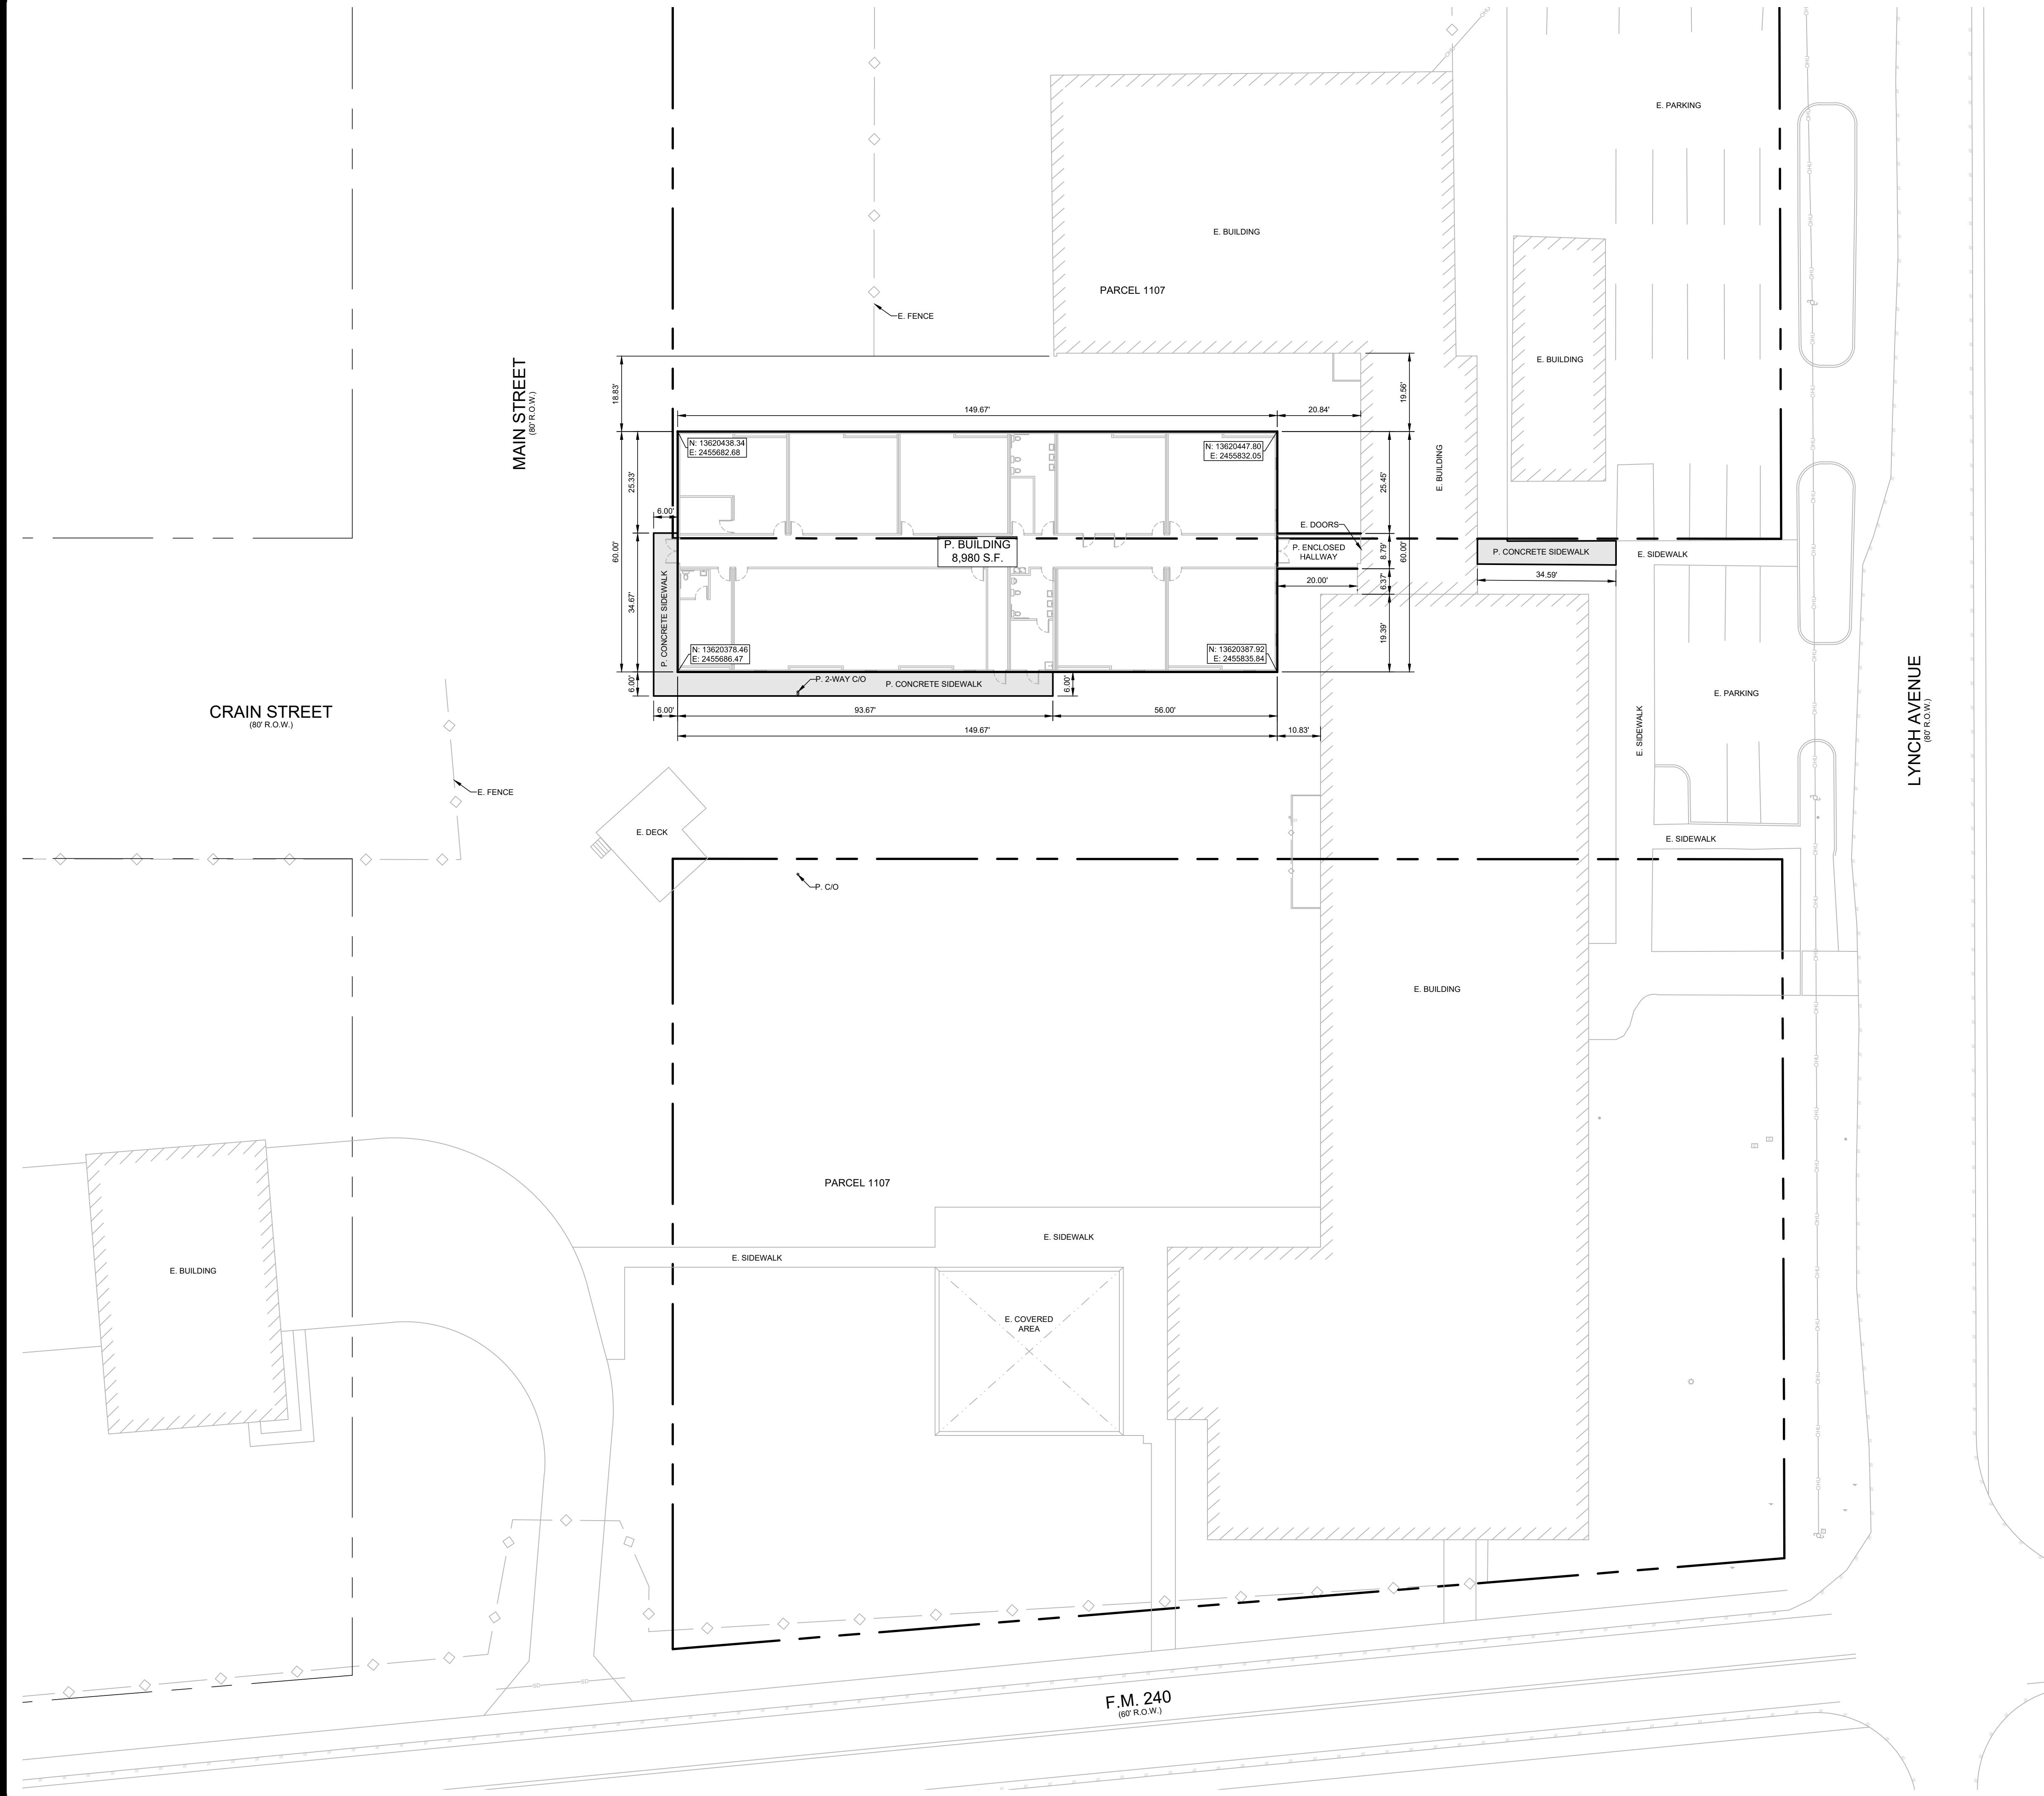 E. PARKING
E. BUILDING
PARCEL 1107
E. FENCE
E. BUILDING
MAIN STREET
(80' R.O.W.)
18.83'
19.56'
149.67'
20.84'
N: 13620438.34
E: 2455682.68
N: 13620447.80
E: 2455832.05
25.33'
25.45'
E. BUILDING
6.00'
E. DOORS
60.00'
P. BUILDING
8,980 S.F.
P. ENCLOSED
HALLWAY
8.79'
60.00'
P. CONCRETE SIDEWALK
E. SIDEWALK
34.59'
20.00'
6.37'
34.67'
P. CONCRETE SIDEWALK
19.39'
N: 13620378.46
E: 2455686.47
N: 13620387.92
E: 2455835.84
6.00'
P. 2-WAY C/O
P. CONCRETE SIDEWALK
6.00'
6.00'
93.67'
56.00'
149.67'
10.83'
CRAIN STREET
(80' R.O.W.)
E. SIDEWALK
E. PARKING
LYNCH AVENUE
(80' R.O.W.)
E. FENCE
E. DECK
E. SIDEWALK
P. C/O
E. BUILDING
PARCEL 1107
E. SIDEWALK
E. SIDEWALK
E. BUILDING
E. COVERED
AREA
F.M. 240
(60' R.O.W.)